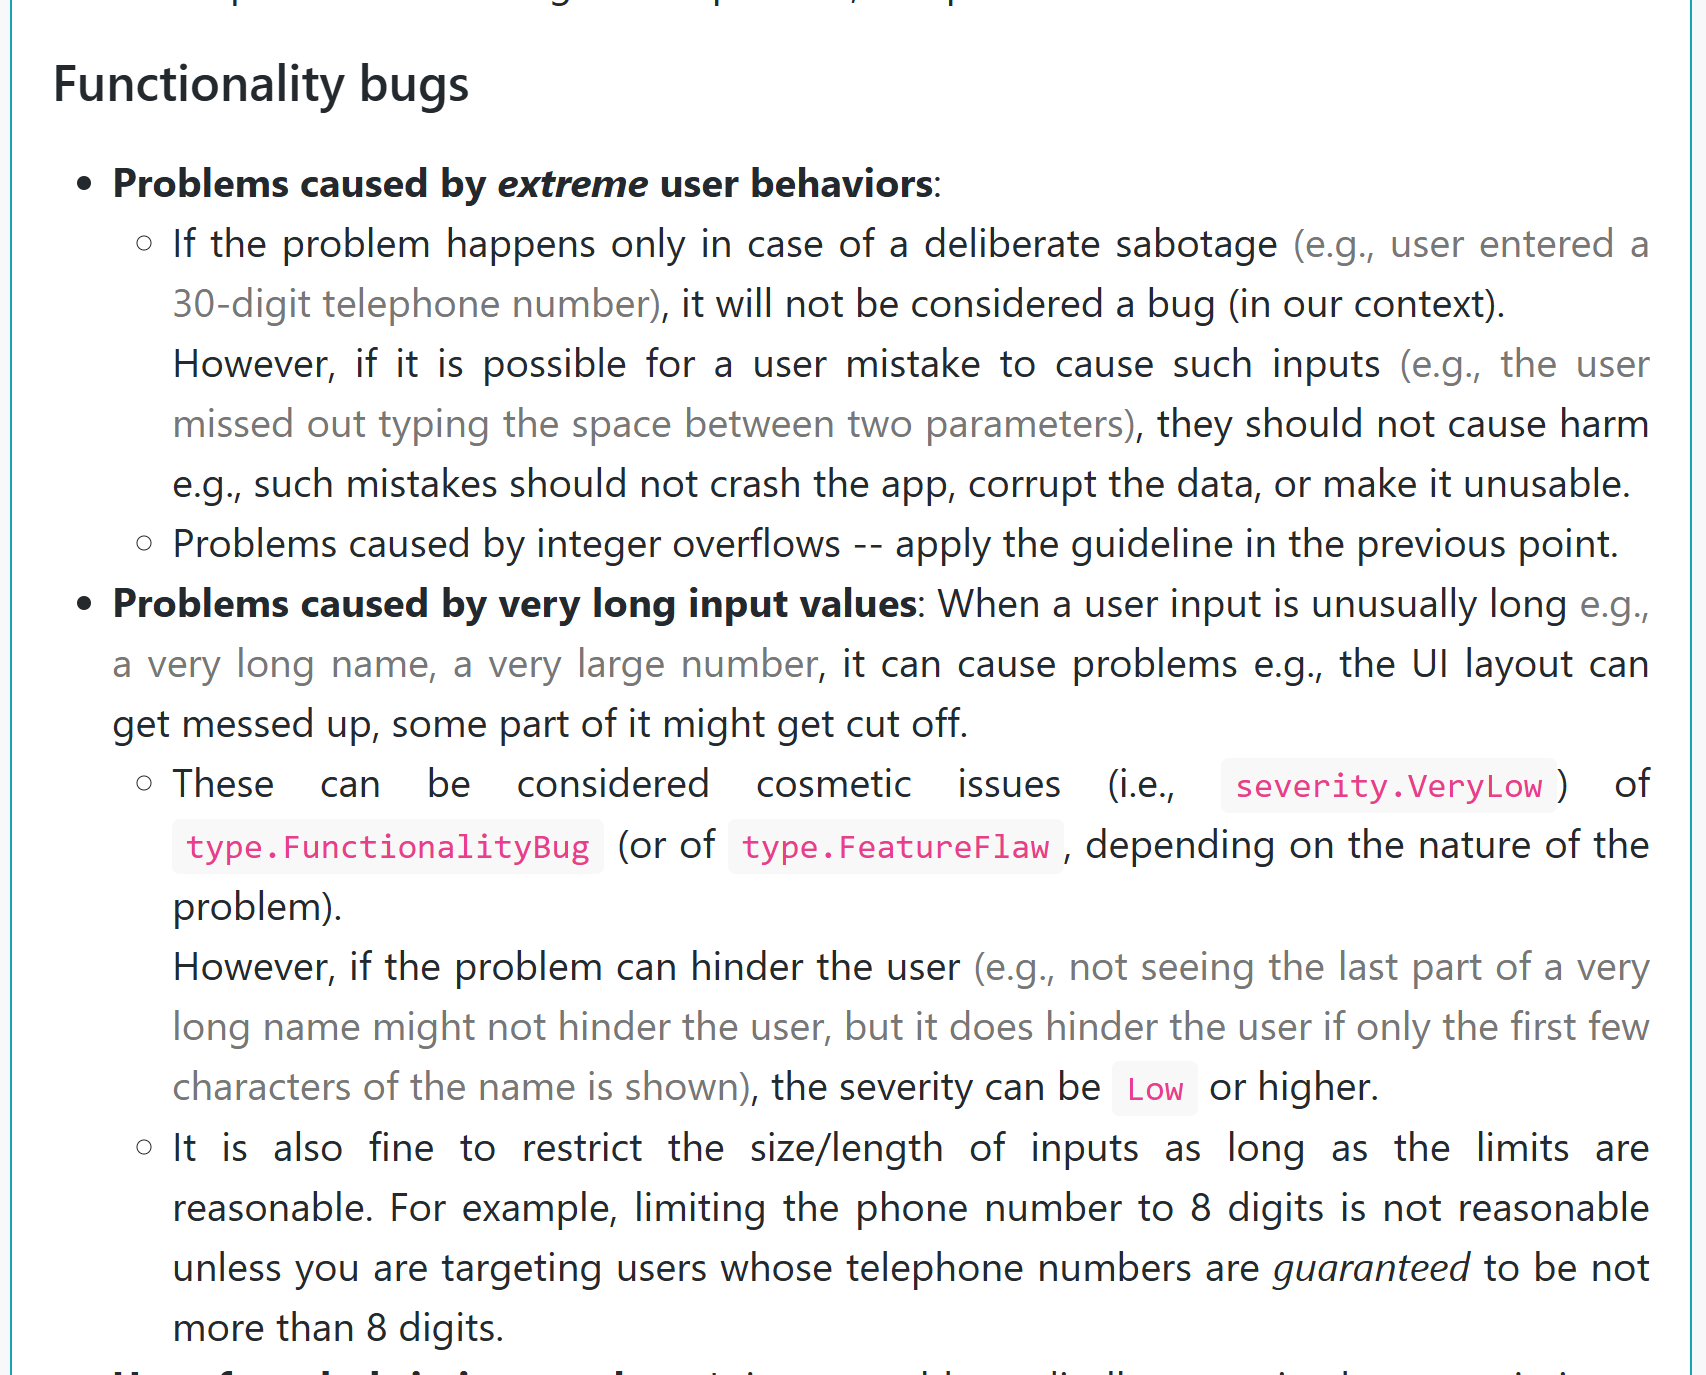 Functionality bugs
Problems caused by extreme user behaviors:
If the problem happens only in case of a deliberate sabotage (e.g., user entered a
30-digit telephone number), it will not be considered a bug (in our context).
However, if it is possible for a user mistake to cause such inputs (e.g., the user
missed out typing the space between two parameters), they should not cause harm
e.g., such mistakes should not crash the app, corrupt the data, or make it unusable.
Problems caused by integer overflows -- apply the guideline in the previous point.
Problems caused by very long input values: When a user input is unusually long e.g.,
a very long name, a very large number, it can cause problems e.g., the UI layout can
get messed up, some part of it might get cut off.
These can be considered cosmetic issues (i.e., severity.VeryLow) of
type.FunctionalityBug (or of type.FeatureFlaw, depending on the nature of the
problem).
However, if the problem can hinder the user (e.g., not seeing the last part of a very
long name might not hinder the user, but it does hinder the user if only the first few
characters of the name is shown), the severity can be Low or higher.
It is also fine to restrict the size/length of inputs as long as the limits are
reasonable. For example, limiting the phone number to 8 digits is not reasonable
unless you are targeting users whose telephone numbers are guaranteed to be not
more than 8 digits.